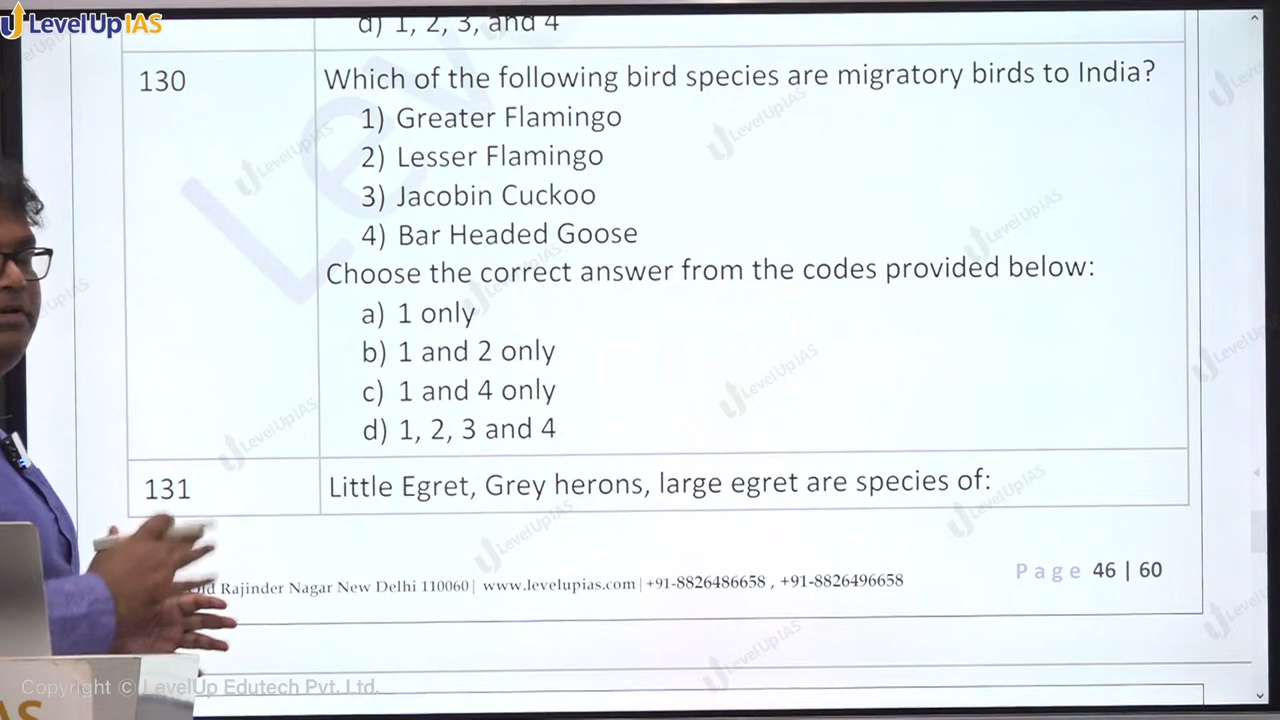 LevelUpIAS
d) 1, 2, 3, and 4
130
Which of the following bird species are migratory birds to India?
1) Greater Flamingo
2) Lesser Flamingo
3) Jacobin Cuckoo
4) Bar Headed Goose
Choose the correct answer from the codes provided below:
a) 1 only
b) 1 and 2 only
c) 1 and 4 only
d) 1, 2, 3 and 4
131
Little Egret, Grey herons, large egret are species of:
Rajinder Nagar New Delhi 110060 | www.levelupias.com | +91-8826486658 , +91-8826496658
Page 46 | 60
Copyright © LevelUp Edutech Pvt. Ltd.
AS